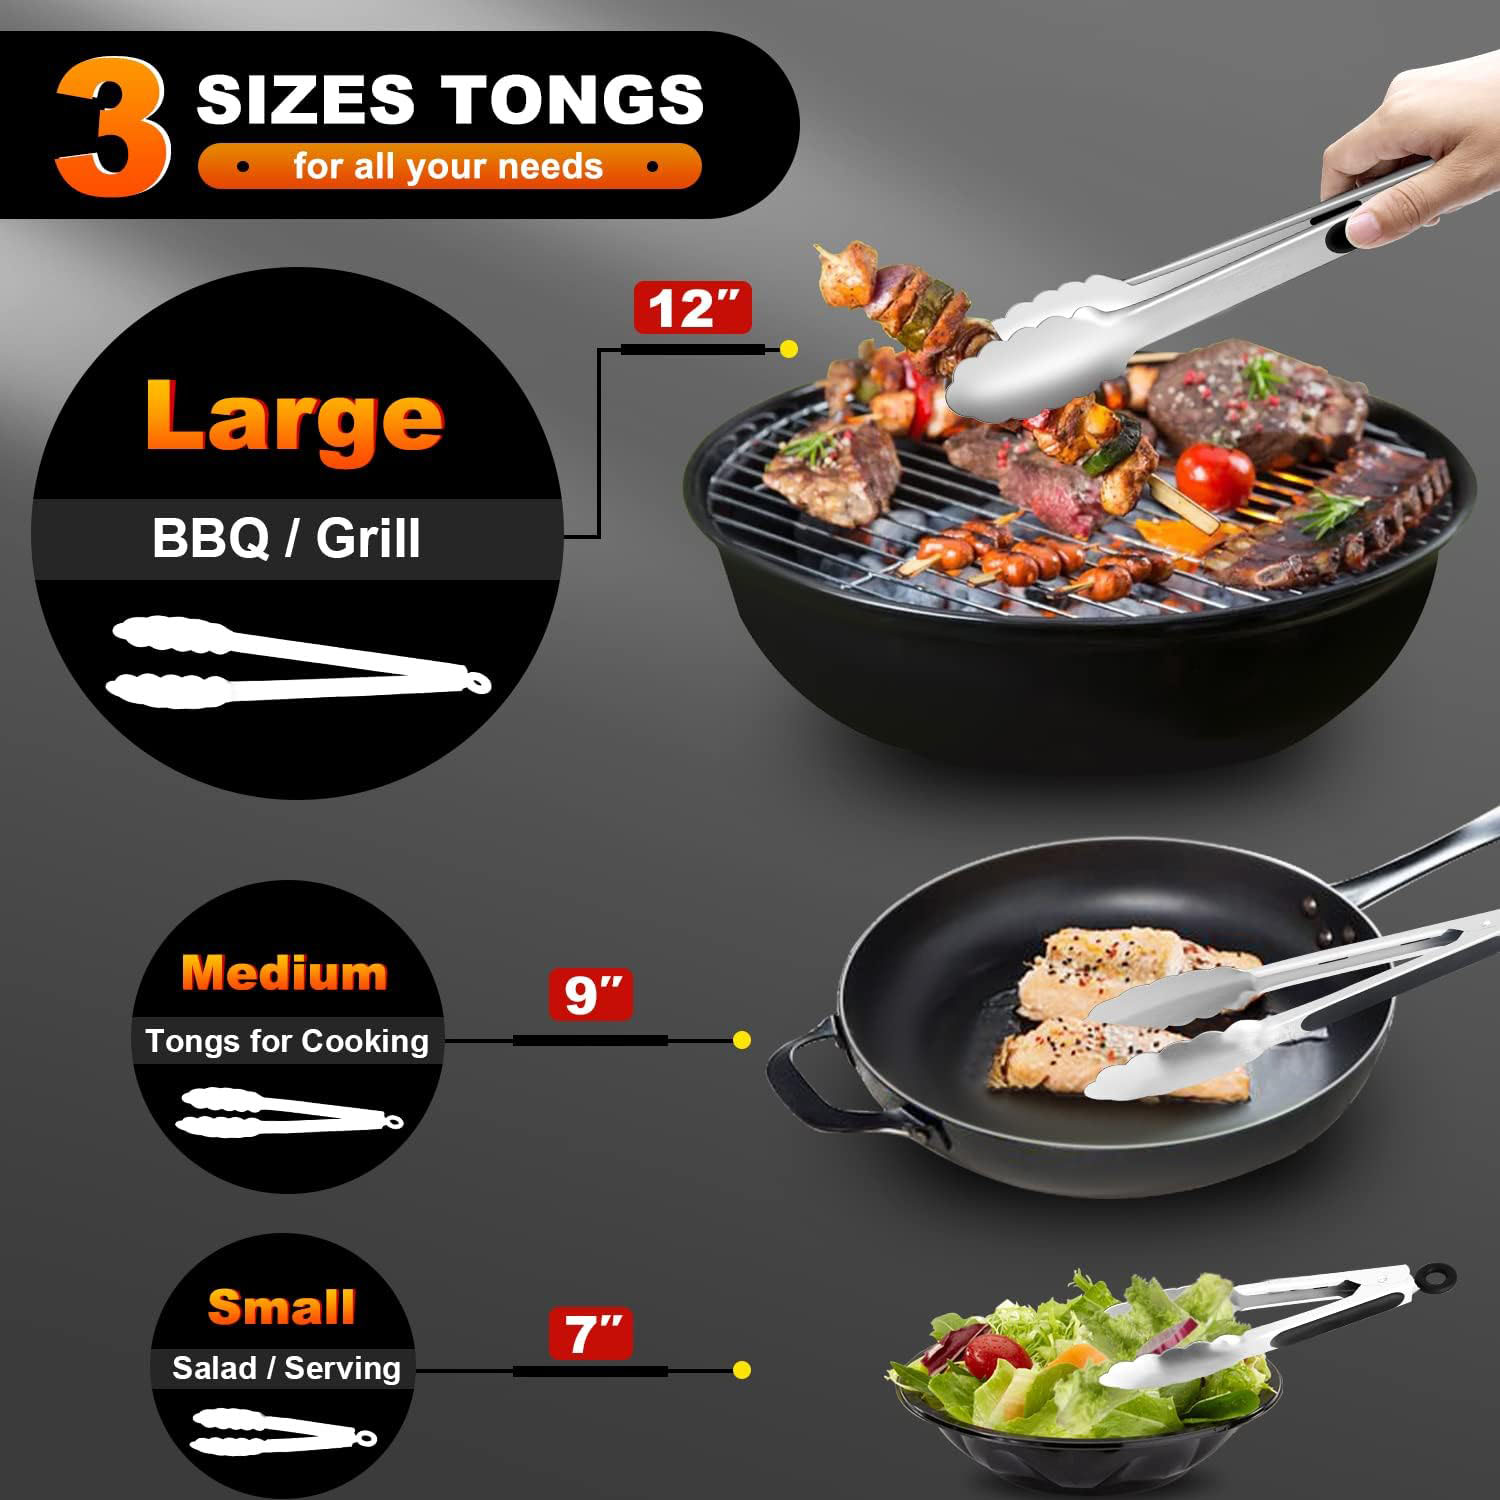 3
SIZES TONGS
• for all your needs •
12″
Large
BBQ / Grill
Medium
Tongs for Cooking
9″
Small
Salad / Serving
7″